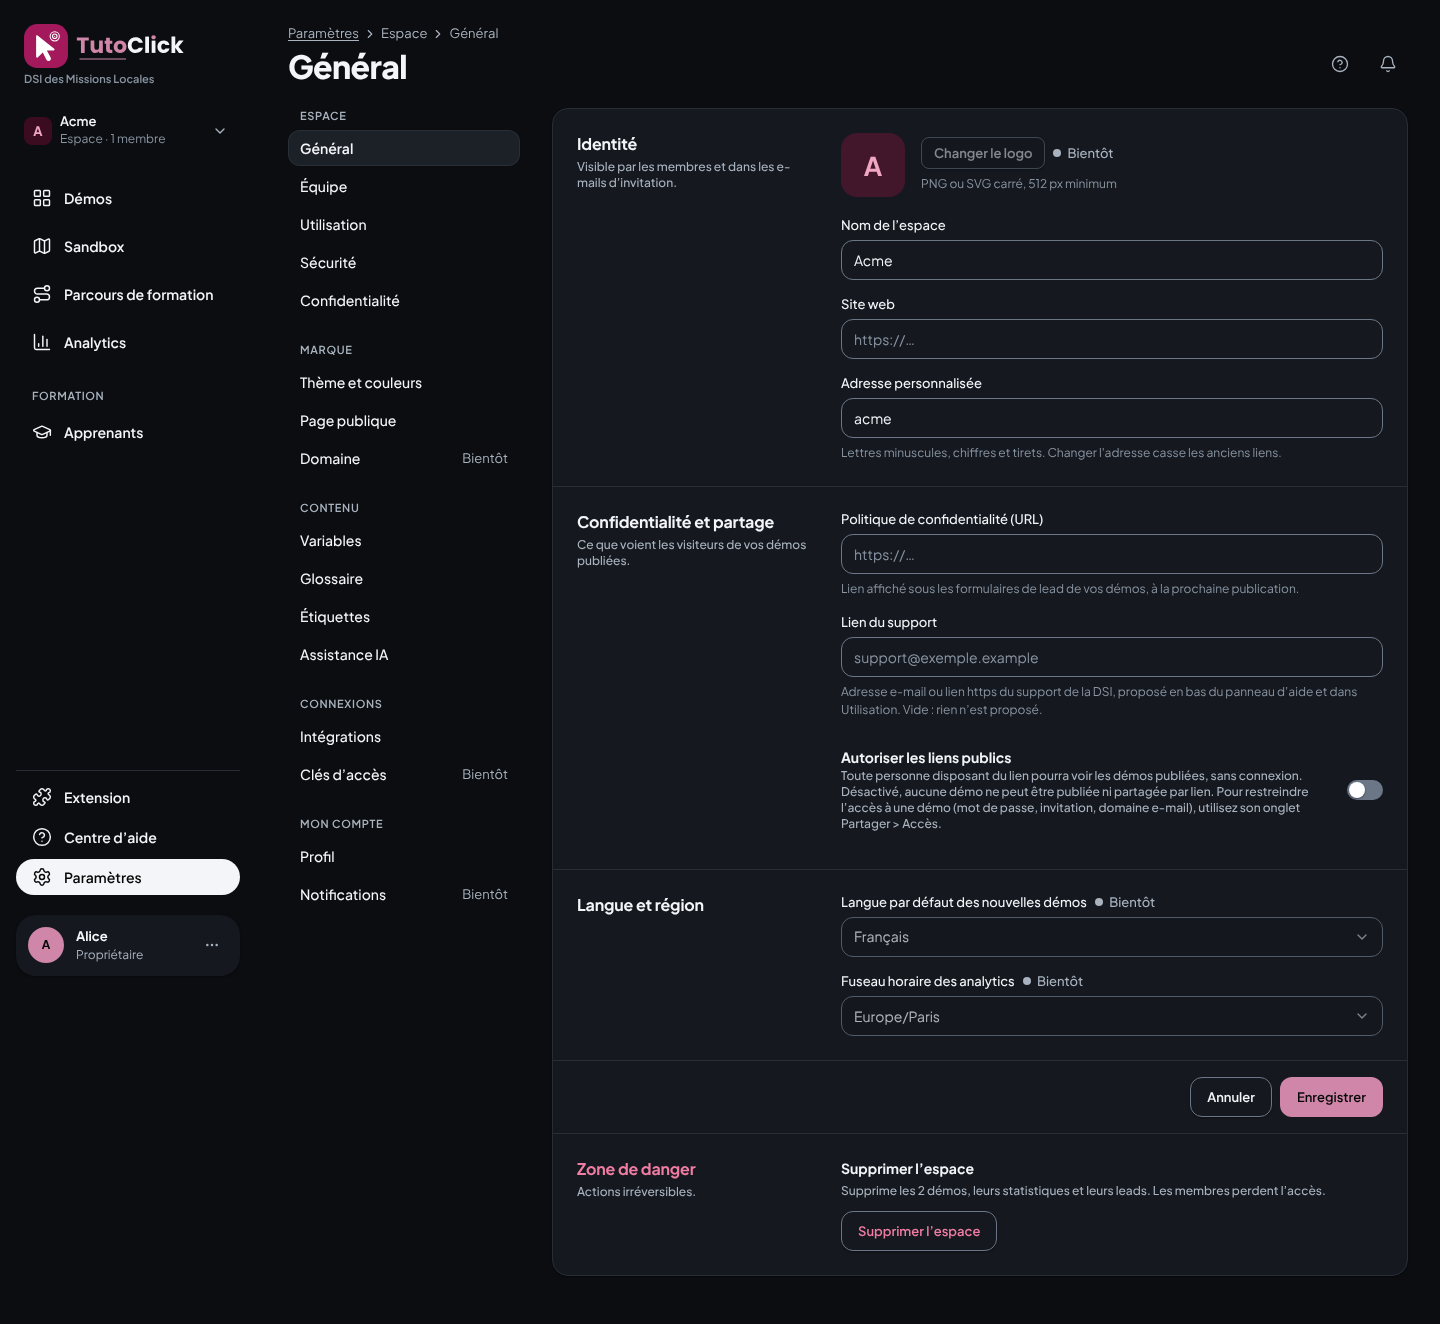 TutoClick
DSI des Missions Locales
A
Acme
Espace · 1 membre
Démos
Sandbox
Parcours de formation
Analytics
FORMATION
Apprenants
Extension
Centre d’aide
Paramètres
A
Alice
Propriétaire
Paramètres > Espace > Général
Général
ESPACE
Général
Équipe
Utilisation
Sécurité
Confidentialité
MARQUE
Thème et couleurs
Page publique
Domaine Bientôt
CONTENU
Variables
Glossaire
Étiquettes
Assistance IA
CONNEXIONS
Intégrations
Clés d’accès Bientôt
MON COMPTE
Profil
Notifications Bientôt
Identité
Visible par les membres et dans les e-
mails d’invitation.
A
Changer le logo Bientôt
PNG ou SVG carré, 512 px minimum
Nom de l’espace
Acme
Site web
https://…
Adresse personnalisée
acme
Lettres minuscules, chiffres et tirets. Changer l’adresse casse les anciens liens.
Confidentialité et partage
Ce que voient les visiteurs de vos démos
publiées.
Politique de confidentialité (URL)
https://…
Lien affiché sous les formulaires de lead de vos démos, à la prochaine publication.
Lien du support
support@exemple.example
Adresse e-mail ou lien https du support de la DSI, proposé en bas du panneau d’aide et dans
Utilisation. Vide : rien n’est proposé.
Autoriser les liens publics
Toute personne disposant du lien pourra voir les démos publiées, sans connexion.
Désactivé, aucune démo ne peut être publiée ni partagée par lien. Pour restreindre
l’accès à une démo (mot de passe, invitation, domaine e-mail), utilisez son onglet
Partager > Accès.
Langue et région
Langue par défaut des nouvelles démos Bientôt
Français
Fuseau horaire des analytics Bientôt
Europe/Paris
Annuler
Enregistrer
Zone de danger
Actions irréversibles.
Supprimer l’espace
Supprime les 2 démos, leurs statistiques et leurs leads. Les membres perdent l’accès.
Supprimer l’espace